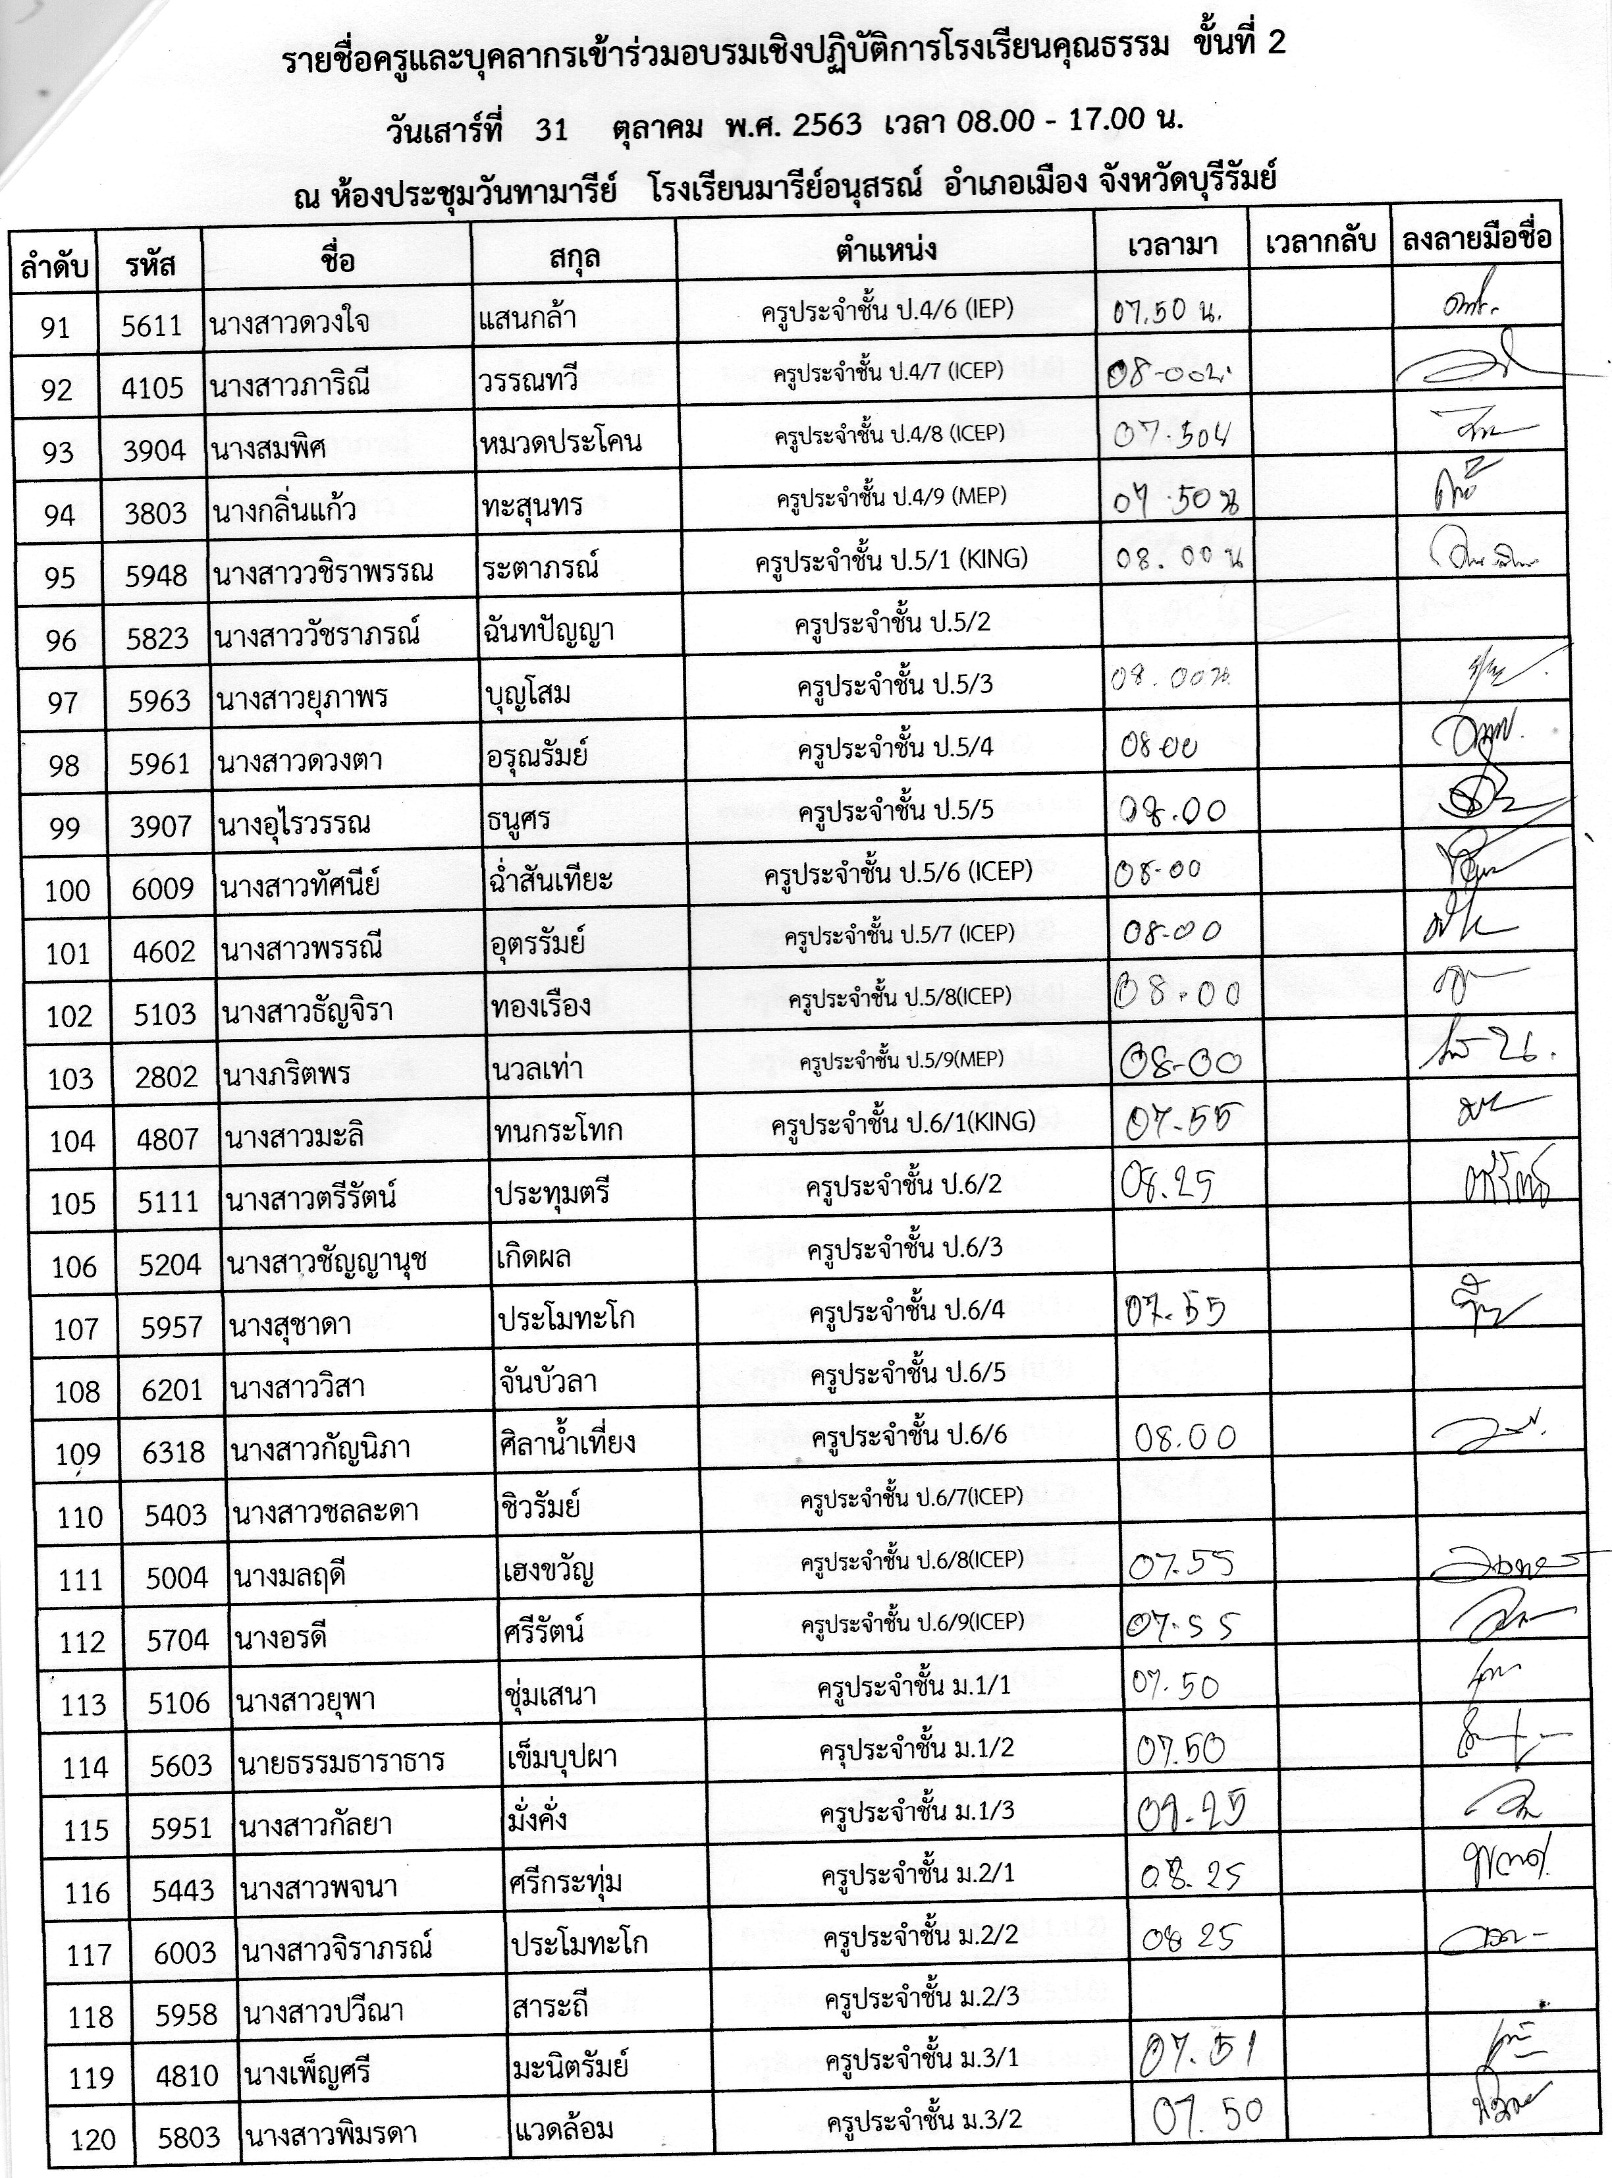 รายชื่อครูและบุคลากรเข้าร่วมอบรมเชิงปฏิบัติการโรงเรียนคุณธรรม ขั้นที่ 2
วันเสาร์ที่ 31 ตุลาคม พ.ศ. 2563 เวลา 08.00 - 17.00 น.
ณ ห้องประชุมวันทามารีย์ โรงเรียนมารีย์อนุสรณ์ อำเภอเมือง จังหวัดบุรีรัมย์
ลำดับ รหัส ชื่อ สกุล ตำแหน่ง เวลามา เวลากลับ ลงลายมือชื่อ
91 5611 นางสาวดวงใจ แสนกล้า ครูประจำชั้น ป.4/6 (IEP) 07.50 น.
92 4105 นางสาวภาริณี วรรณทวี ครูประจำชั้น ป.4/7 (ICEP) 08-00น.
93 3904 นางสมพิศ หมวดประโคน ครูประจำชั้น ป.4/8 (ICEP) 07.50น
94 3803 นางกลิ่นแก้ว ทะสุนทร ครูประจำชั้น ป.4/9 (MEP) 07.50น
95 5948 นางสาววชิราพรรณ ระตาภรณ์ ครูประจำชั้น ป.5/1 (KING) 08.00น
96 5823 นางสาววัชราภรณ์ ฉันทปัญญา ครูประจำชั้น ป.5/2
97 5963 นางสาวยุภาพร บุญโสม ครูประจำชั้น ป.5/3 08.00น.
98 5961 นางสาวดวงตา อรุณรัมย์ ครูประจำชั้น ป.5/4 08.00
99 3907 นางอุไรวรรณ ธนูศร ครูประจำชั้น ป.5/5 08.00
100 6009 นางสาวทัศนีย์ ฉ่ำสันเทียะ ครูประจำชั้น ป.5/6 (ICEP) 08-00
101 4602 นางสาวพรรณี อุตรรัมย์ ครูประจำชั้น ป.5/7 (ICEP) 08-00
102 5103 นางสาวธัญจิรา ทองเรือง ครูประจำชั้น ป.5/8(ICEP) 08.00
103 2802 นางภริตพร นวลเท่า ครูประจำชั้น ป.5/9(MEP) 08-00
104 4807 นางสาวมะลิ ทนกระโทก ครูประจำชั้น ป.6/1(KING) 07.55
105 5111 นางสาวตรีรัตน์ ประทุมตรี ครูประจำชั้น ป.6/2 08.25 ตรีรัตน์
106 5204 นางสาวชัญญานุช เกิดผล ครูประจำชั้น ป.6/3
107 5957 นางสุชาดา ประโมทะโก ครูประจำชั้น ป.6/4 07.55
108 6201 นางสาววิสา จันบัวลา ครูประจำชั้น ป.6/5
109 6318 นางสาวกัญนิภา ศิลาน้ำเที่ยง ครูประจำชั้น ป.6/6 08.00
110 5403 นางสาวชลละดา ชิวรัมย์ ครูประจำชั้น ป.6/7(ICEP)
111 5004 นางมลฤดี เฮงขวัญ ครูประจำชั้น ป.6/8(ICEP) 07.55
112 5704 นางอรดี ศรีรัตน์ ครูประจำชั้น ป.6/9(ICEP) 07.55
113 5106 นางสาวยุพา ชุ่มเสนา ครูประจำชั้น ม.1/1 07.50
114 5603 นายธรรมธาราธาร เข็มบุปผา ครุประจำชั้น ม.1/2 07.50
115 5951 นางสาวกัลยา มั่งคั่ง ครูประจำชั้น ม.1/3
116 5443 นางสาวพจนา ศรีกระทุ่ม ครูประจำชั้น ม.2/1 08.25
117 6003 นางสาวจิราภรณ์ ประโมทะโก ครูประจำชั้น ม.2/2 08 25
118 5958 นางสาวปวีณา สาระถี ครูประจำชั้น ม.2/3
119 4810 นางเพ็ญศรี มะนิตรัมย์ ครูประจำชั้น ม.3/1 07.51
120 5803 นางสาวพิมรดา แวดล้อม ครูประจำชั้น ม.3/2 07.50